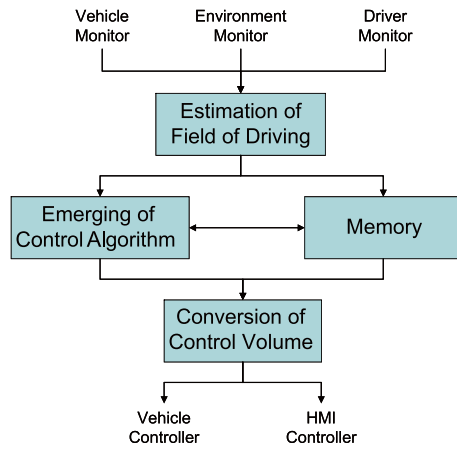 Vehicle Monitor
Environment Monitor
Driver Monitor
Estimation of
Field of Driving
Emerging of
Control Algorithm
Memory
Conversion of
Control Volume
Vehicle
Controller
HMI
Controller